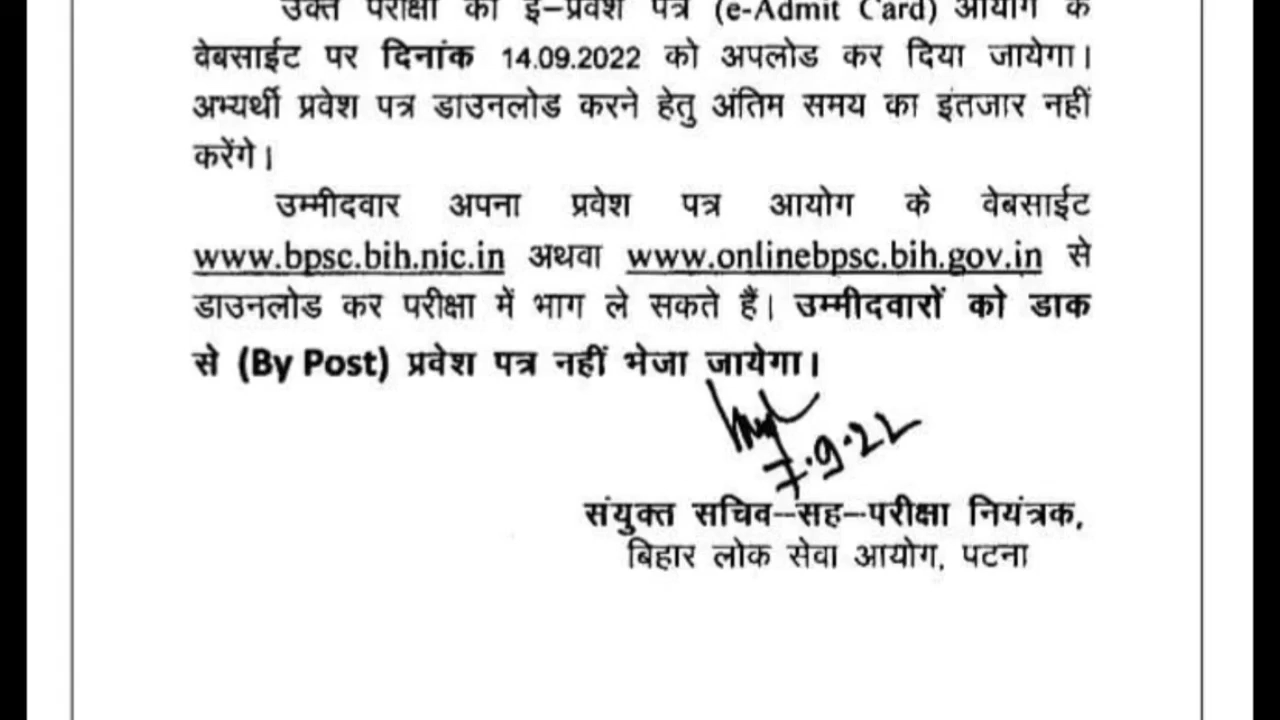 उक्त परीक्षा का ई–प्रवेश पत्र (e-Admit Card) आयोग के
वेबसाईट पर दिनांक 14.09.2022 को अपलोड कर दिया जायेगा।
अभ्यर्थी प्रवेश पत्र डाउनलोड करने हेतु अंतिम समय का इंतजार नहीं
करेंगे।
उम्मीदवार अपना प्रवेश पत्र आयोग के वेबसाईट
www.bpsc.bih.nic.in अथवा www.onlinebpsc.bih.gov.in से
डाउनलोड कर परीक्षा में भाग ले सकते हैं। उम्मीदवारों को डाक
से (By Post) प्रवेश पत्र नहीं भेजा जायेगा।
7.9.22
संयुक्त सचिव–सह–परीक्षा नियंत्रक,
बिहार लोक सेवा आयोग, पटना